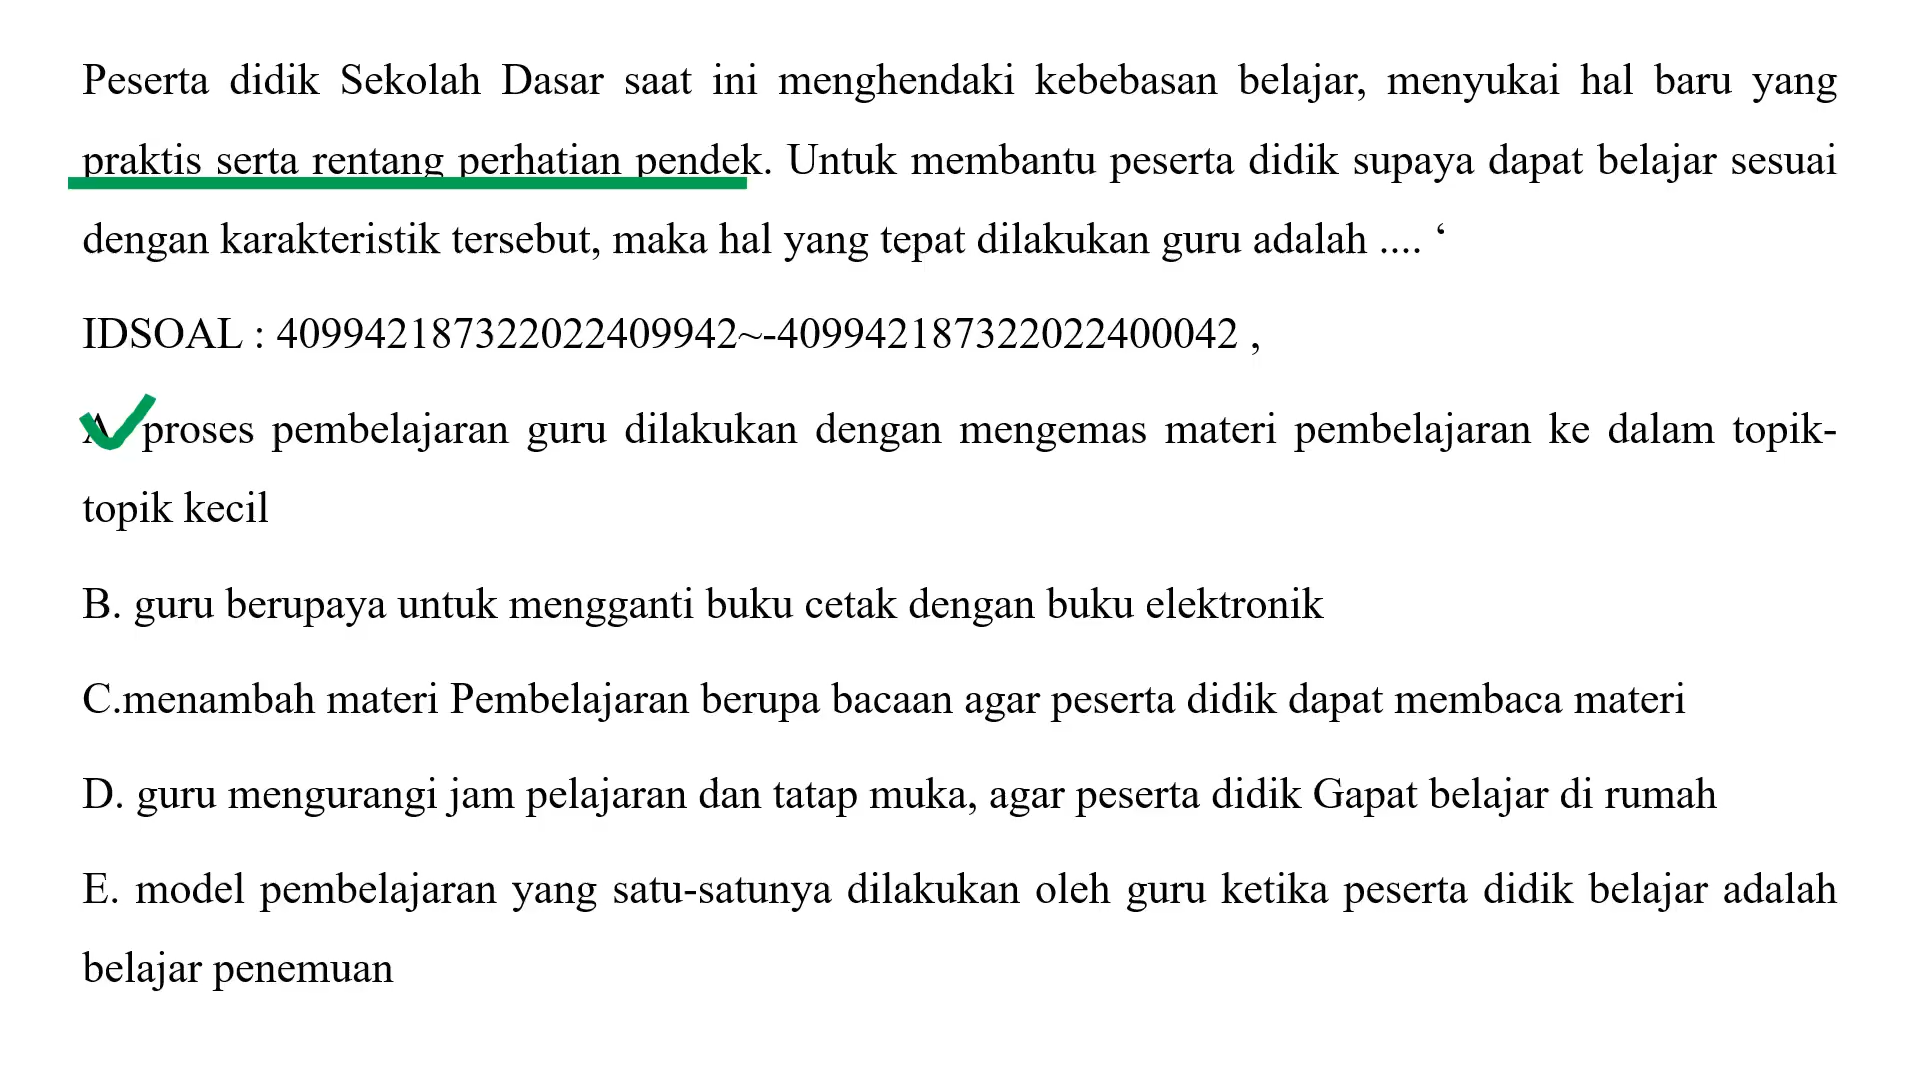 Peserta didik Sekolah Dasar saat ini menghendaki kebebasan belajar, menyukai hal baru yang
praktis serta rentang perhatian pendek. Untuk membantu peserta didik supaya dapat belajar sesuai
dengan karakteristik tersebut, maka hal yang tepat dilakukan guru adalah .... ‘
IDSOAL : 409942187322022409942~-409942187322022400042 ,
A. proses pembelajaran guru dilakukan dengan mengemas materi pembelajaran ke dalam topik-
topik kecil
B. guru berupaya untuk mengganti buku cetak dengan buku elektronik
C.menambah materi Pembelajaran berupa bacaan agar peserta didik dapat membaca materi
D. guru mengurangi jam pelajaran dan tatap muka, agar peserta didik Gapat belajar di rumah
E. model pembelajaran yang satu-satunya dilakukan oleh guru ketika peserta didik belajar adalah
belajar penemuan